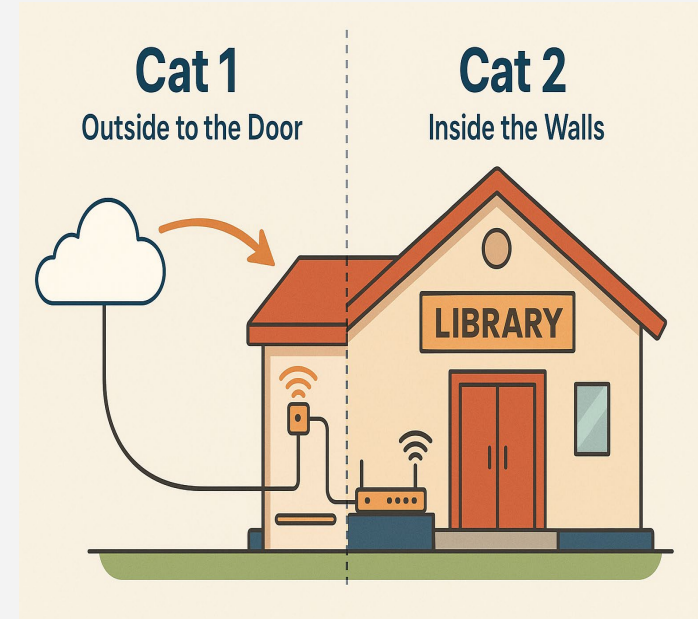 Cat 1
Outside to the Door
Cat 2
Inside the Walls
LIBRARY